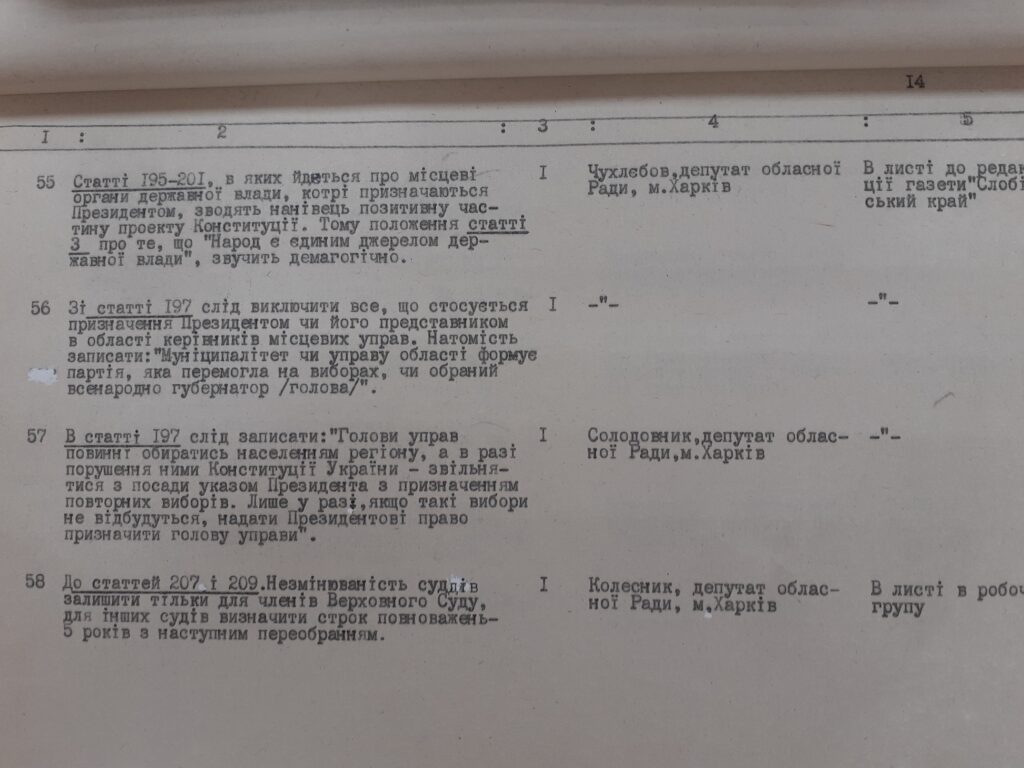 14
I : 2 : 3 : 4 : 5
55 Статті I95-20I, в яких йдеться про місцеві I Чухлєбов,депутат обласної В листі до редак
органи державної влади, котрі призначаються Ради, м.Харків ції газети"Слобі
Президентом, зводять нанівець позитивну час- ський край"
тину проекту Конституції. Тому положення статті
3 про те, що "Народ є єдиним джерелом дер-
жавної влади", звучить демагогічно.
56 Зі статті I97 слід виключити все, що стосується I -"- -"-
призначення Президентом чи його представником
в області керівників місцевих управ. Натомість
записати:"Муніципалітет чи управу області формує
партія, яка перемогла на виборах, чи обраний
всенародно губернатор /голова/".
57 В статті I97 слід записати:"Голови управ I Солодовник,депутат облас- -"-
повинні обиратись населенням регіону, а в разі ної Ради,м.Харків
порушення ними Конституції України - звільня-
тися з посади указом Президента з призначенням
повторних виборів. Лише у разі,якщо такі вибори
не відбудуться, надати Президентові право
призначити голову управи".
58 До статтей 207 і 209.Незмінюваність суддів I Колесник, депутат облас- В листі в робоч
залишити тільки для членів Верховного Суду, ної Ради, м.Харків групу
для інших судів визначити строк повноважень-
5 років з наступним переобранням.